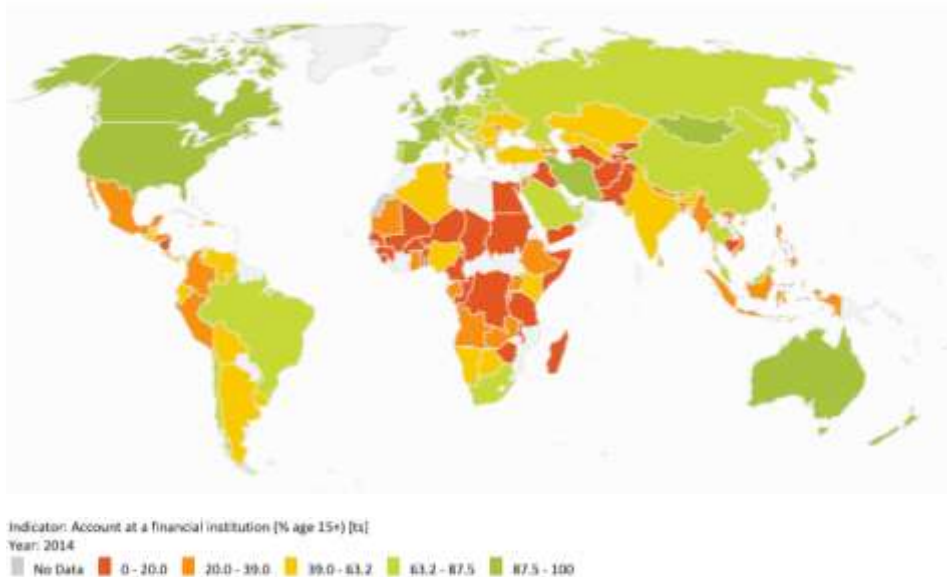 Indicator: Account at a financial institution (% age 15+) [ts]
Year: 2014
No Data 0 - 20.0 20.0 - 39.0 39.0 - 63.2 63.2 - 87.5 87.5 - 100